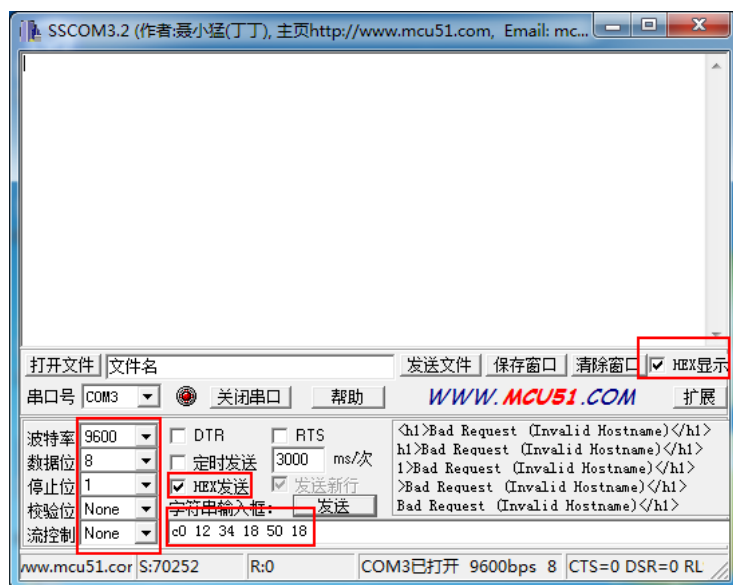 SSCOM3.2 (作者:聂小猛(丁丁), 主页http://www.mcu51.com, Email: mc...
打开文件 文件名 发送文件 保存窗口 清除窗口 HEX显示
串口号 COM3 关闭串口 帮助 WWW.MCU51.COM 扩展
波特率 9600 DTR RTS
数据位 8 定时发送 3000 ms/次
停止位 1 HEX发送 发送新行
校验位 None 字符串输入框: 发送
流控制 None c0 12 34 18 50 18
<h1>Bad Request (Invalid Hostname)</h1>
h1>Bad Request (Invalid Hostname)</h1>
1>Bad Request (Invalid Hostname)</h1>
>Bad Request (Invalid Hostname)</h1>
Bad Request (Invalid Hostname)</h1>
www.mcu51.cor S:70252 R:0 COM3已打开 9600bps 8 CTS=0 DSR=0 RL